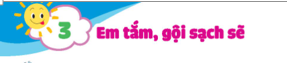 3 Em tắm, gội sạch sẽ